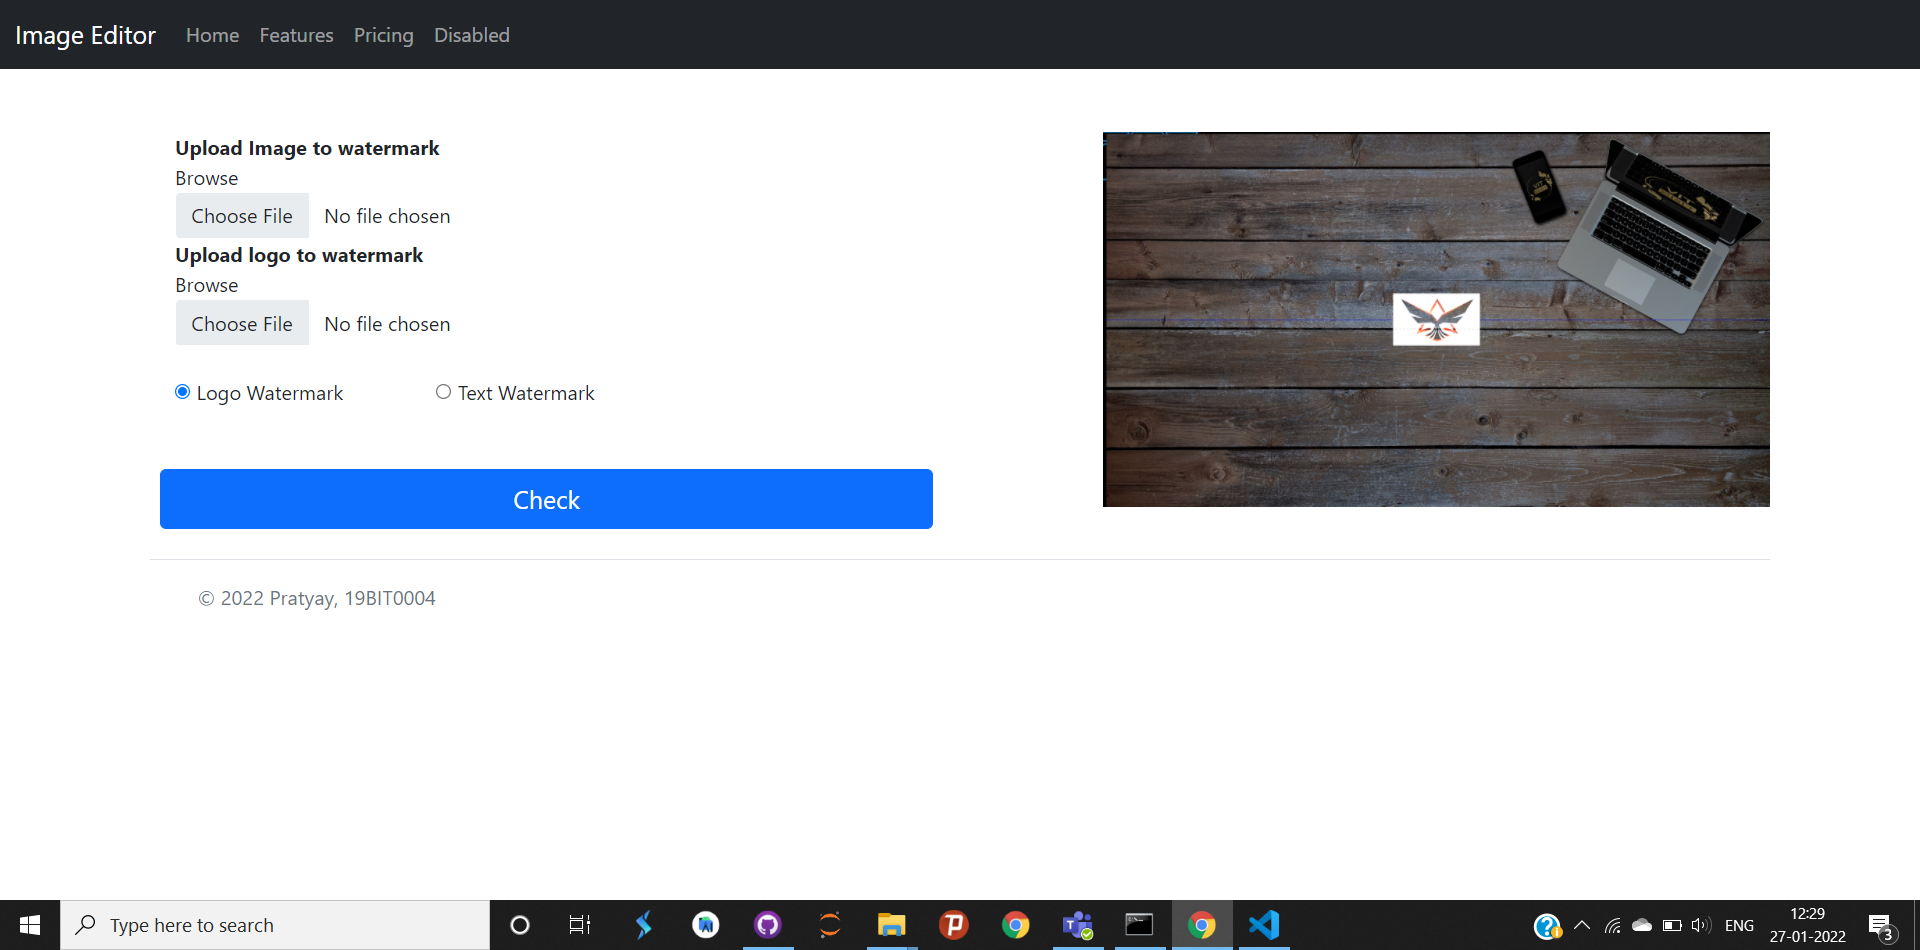 Image Editor Home Features Pricing Disabled
Upload Image to watermark
Browse
Choose File No file chosen
Upload logo to watermark
Browse
Choose File No file chosen
Logo Watermark Text Watermark
Check
© 2022 Pratyay, 19BIT0004
Type here to search
ENG
12:29
27-01-2022
3